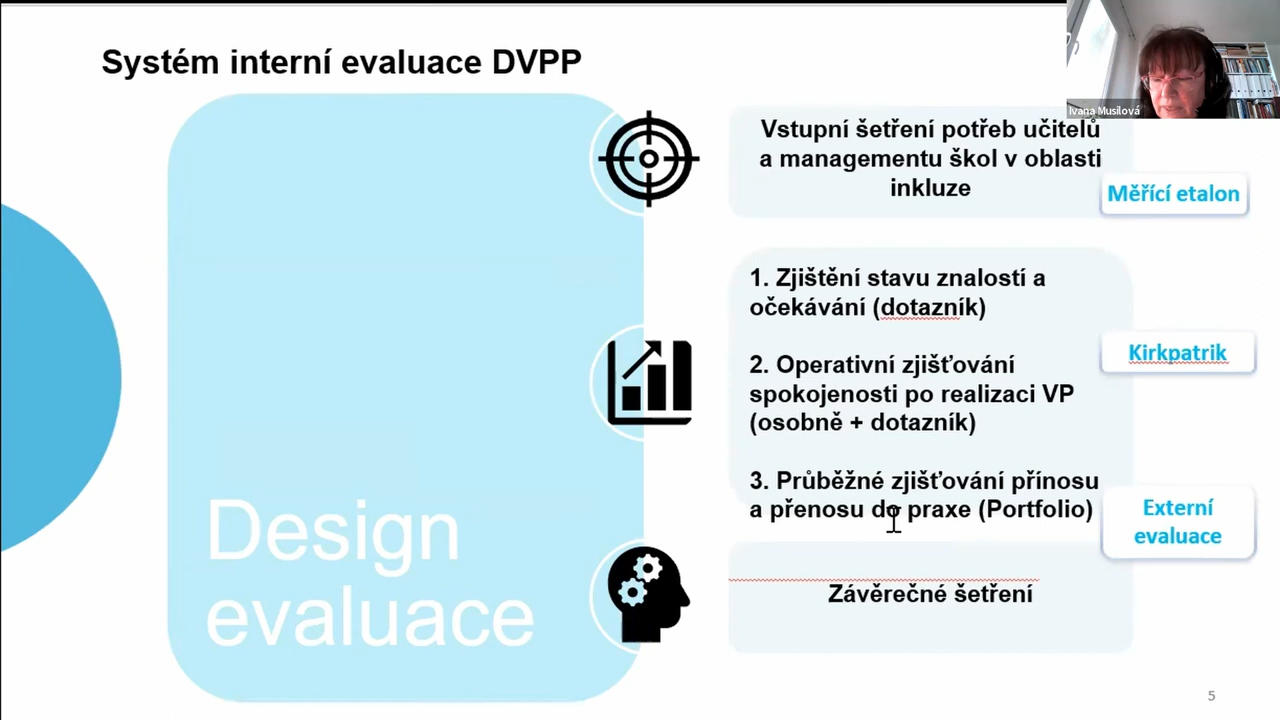 Systém interní evaluace DVPP
Ivana Musilová
Vstupní šetření potřeb učitelů
a managementu škol v oblasti
inkluze
Měřící etalon
1. Zjištění stavu znalostí a
očekávání (dotazník)
Kirkpatrik
2. Operativní zjišťování
spokojenosti po realizaci VP
(osobně + dotazník)
3. Průběžné zjišťování přínosu
a přenosu do praxe (Portfolio)
Externí
evaluace
Design
evaluace
Závěrečné šetření
5